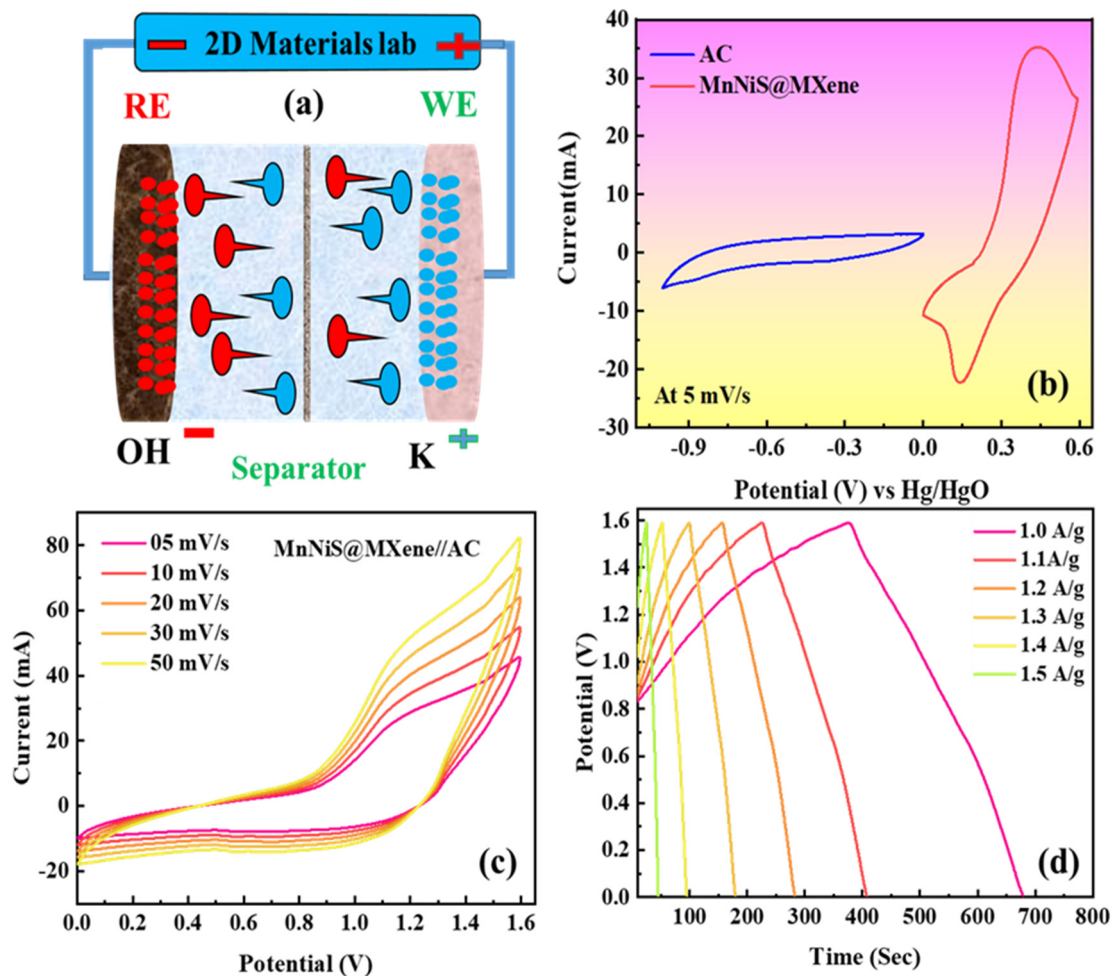 2D Materials lab
RE
(a)
WE
OH
Separator
K
AC
MnNiS@MXene
At 5 mV/s
(b)
Current(mA)
40
30
20
10
0
-10
-20
-30
-0.9 -0.6 -0.3 0.0 0.3 0.6
Potential (V) vs Hg/HgO
05 mV/s
10 mV/s
20 mV/s
30 mV/s
50 mV/s
MnNiS@MXene//AC
(c)
Current (mA)
80
60
40
20
0
-20
0.0 0.2 0.4 0.6 0.8 1.0 1.2 1.4 1.6
Potential (V)
1.0 A/g
1.1A/g
1.2 A/g
1.3 A/g
1.4 A/g
1.5 A/g
(d)
Potential (V)
1.6
1.4
1.2
1.0
0.8
0.6
0.4
0.2
0.0
100 200 300 400 500 600 700 800
Time (Sec)